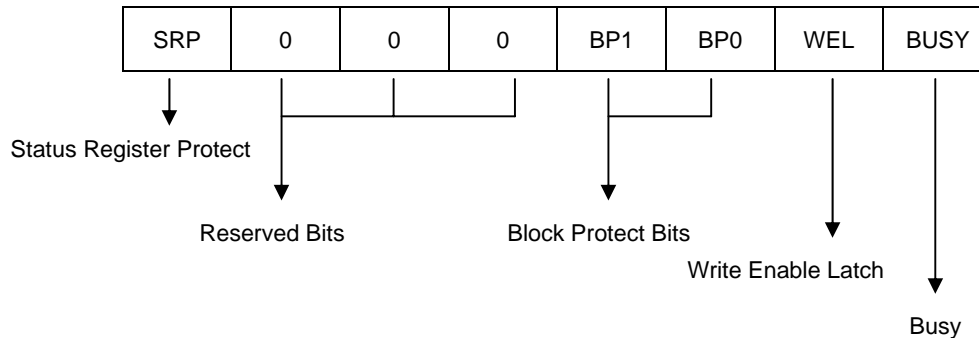 SRP 0 0 0 BP1 BP0 WEL BUSY
Status Register Protect
Reserved Bits
Block Protect Bits
Write Enable Latch
Busy